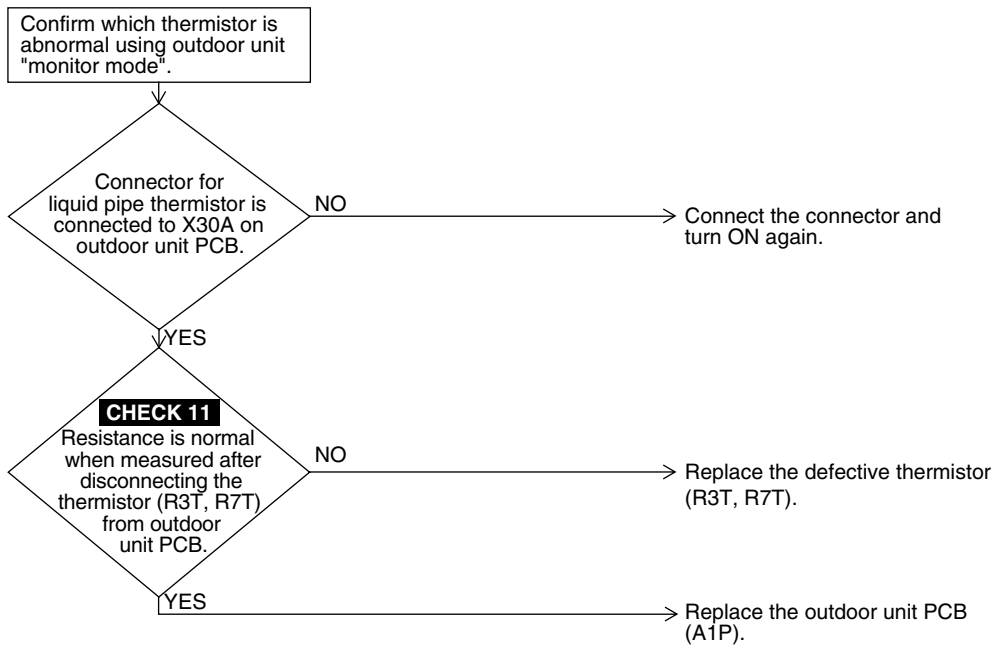 Confirm which thermistor is
abnormal using outdoor unit
"monitor mode".
Connector for
liquid pipe thermistor is
connected to X30A on
outdoor unit PCB.
NO
Connect the connector and
turn ON again.
YES
CHECK 11
Resistance is normal
when measured after
disconnecting the
thermistor (R3T, R7T)
from outdoor
unit PCB.
NO
Replace the defective thermistor
(R3T, R7T).
YES
Replace the outdoor unit PCB
(A1P).